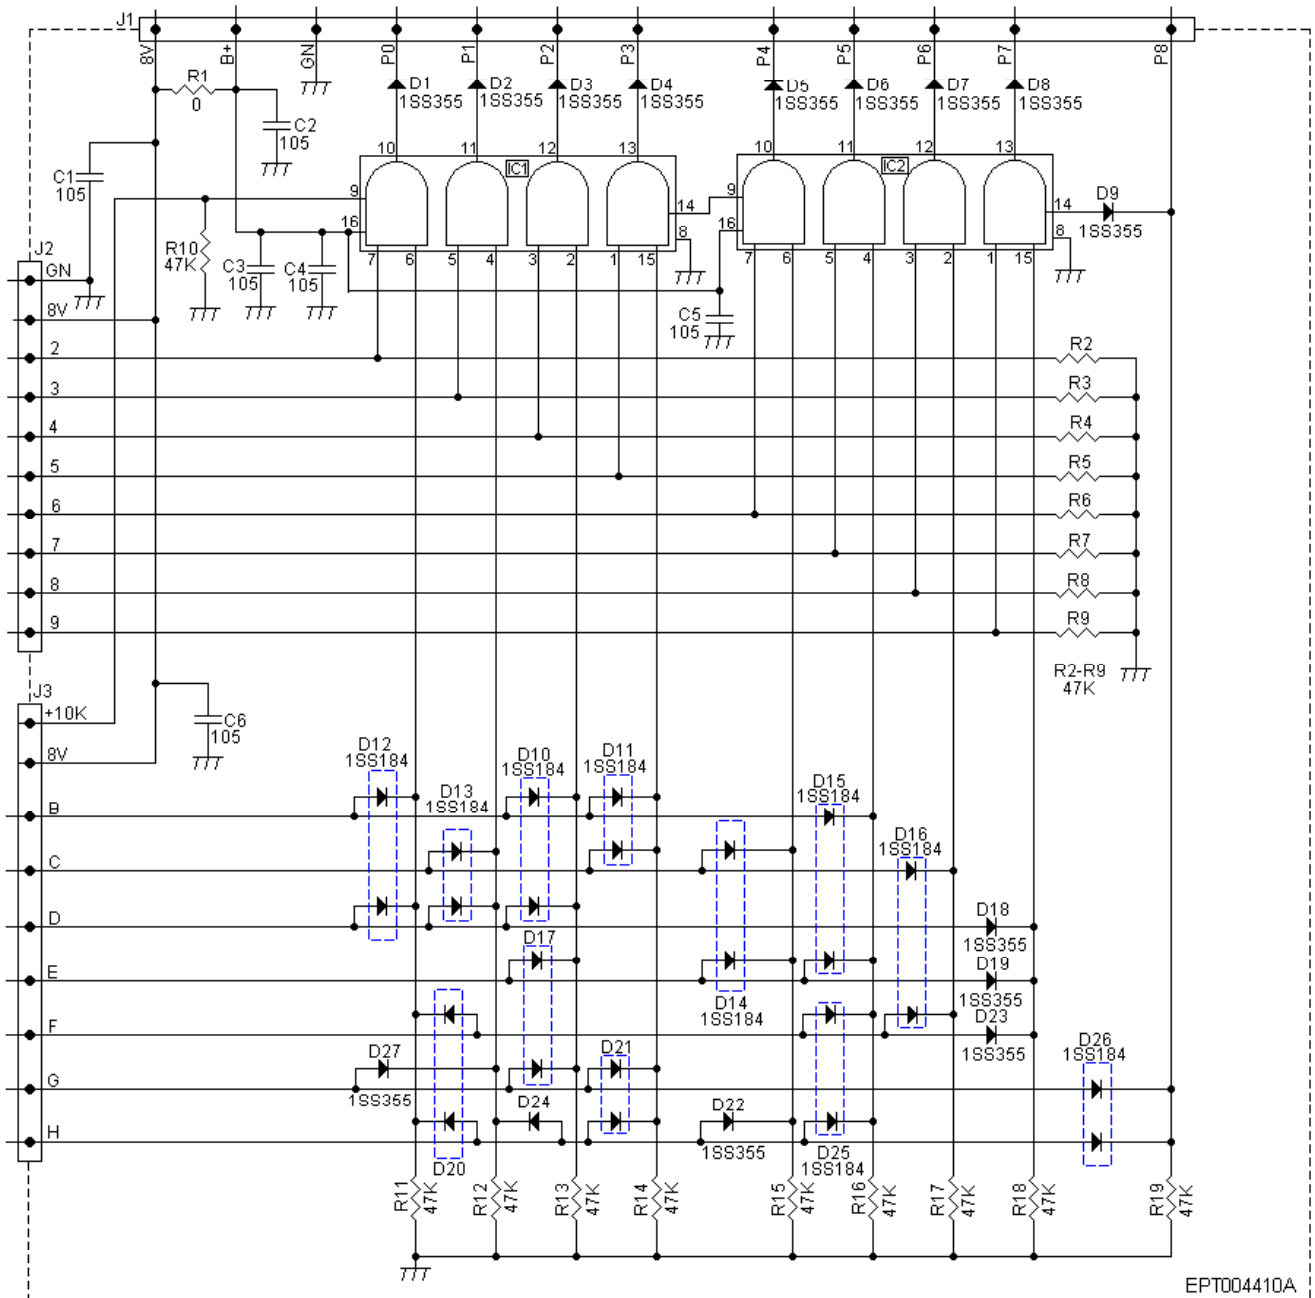 J1
8V
B+
GN
P0
P1
P2
P3
P4
P5
P6
P7
P8
R1
0
D1
1SS355
D2
1SS355
D3
1SS355
D4
1SS355
D5
1SS355
D6
1SS355
D7
1SS355
D8
1SS355
C2
105
C1
105
10
11
12
13
IC1
9
16
14
8
7
6
5
4
3
2
1
15
10
11
12
13
IC2
9
16
14
8
7
6
5
4
3
2
1
15
D9
1SS355
R10
47K
C3
105
C4
105
C5
105
J2
GN
8V
2
R2
3
R3
4
R4
5
R5
6
R6
7
R7
8
R8
9
R9
R2-R9
47K
J3
+10K
C6
105
8V
D12
1SS184
D13
1SS184
D10
1SS184
D11
1SS184
D15
1SS184
D16
1SS184
B
C
D
D18
1SS355
D17
E
D19
1SS355
D14
1SS184
F
D23
1SS355
D27
1SS355
D21
D26
1SS184
G
D24
D22
1SS355
H
D20
D25
1SS184
R11
47K
R12
47K
R13
47K
R14
47K
R15
47K
R16
47K
R17
47K
R18
47K
R19
47K
EPT004410A